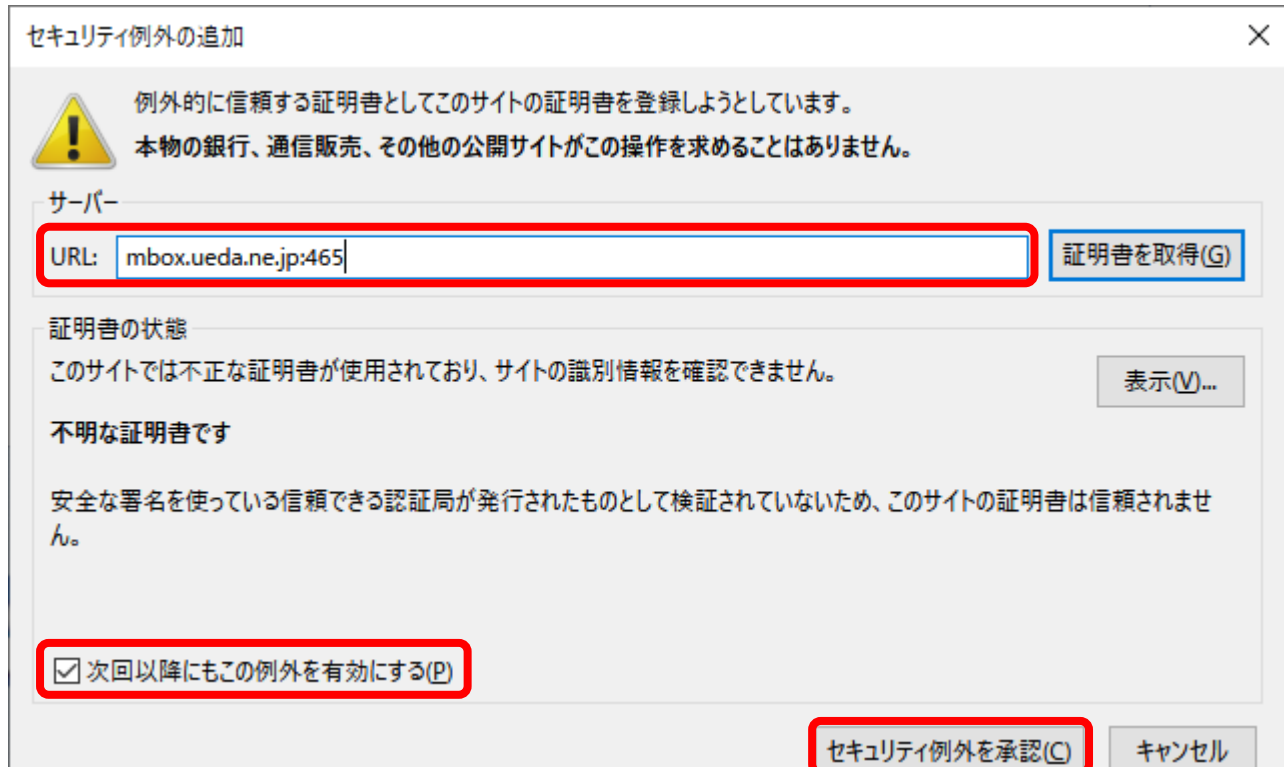 セキュリティ例外の追加
例外的に信頼する証明書としてこのサイトの証明書を登録しようとしています。
本物の銀行、通信販売、その他の公開サイトがこの操作を求めることはありません。
サーバー
URL: mbox.ueda.ne.jp:465 証明書を取得(G)
証明書の状態
このサイトでは不正な証明書が使用されており、サイトの識別情報を確認できません。
表示(V)...
不明な証明書です
安全な署名を使っている信頼できる認証局が発行されたものとして検証されていないため、このサイトの証明書は信頼されませ
ん。
次回以降にもこの例外を有効にする(P)
セキュリティ例外を承認(C) キャンセル